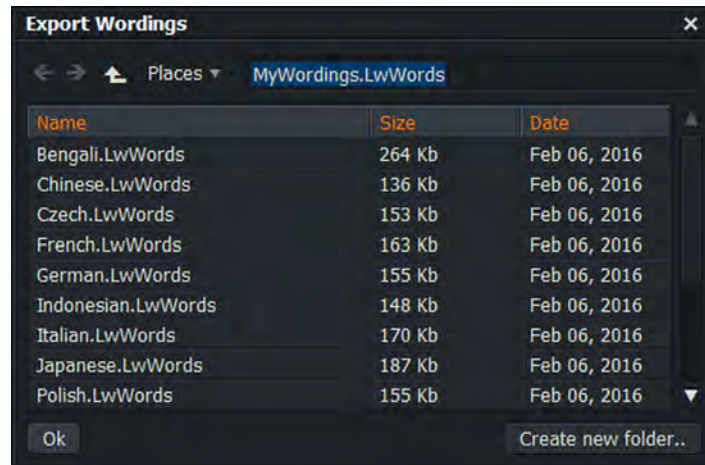 Export Wordings
Places MyWordings.LwWords
Name Size Date
Bengali.LwWords 264 Kb Feb 06, 2016
Chinese.LwWords 136 Kb Feb 06, 2016
Czech.LwWords 153 Kb Feb 06, 2016
French.LwWords 163 Kb Feb 06, 2016
German.LwWords 155 Kb Feb 06, 2016
Indonesian.LwWords 148 Kb Feb 06, 2016
Italian.LwWords 170 Kb Feb 06, 2016
Japanese.LwWords 187 Kb Feb 06, 2016
Polish.LwWords 155 Kb Feb 06, 2016
Ok Create new folder..